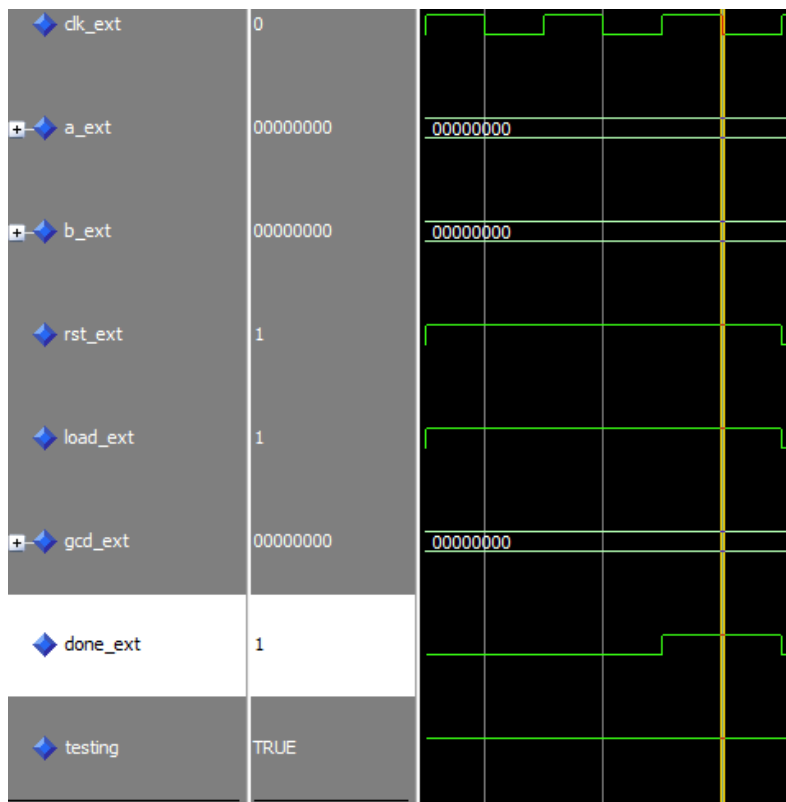 clk_ext 0
a_ext 00000000 00000000
b_ext 00000000 00000000
rst_ext 1
load_ext 1
gcd_ext 00000000 00000000
done_ext 1
testing TRUE